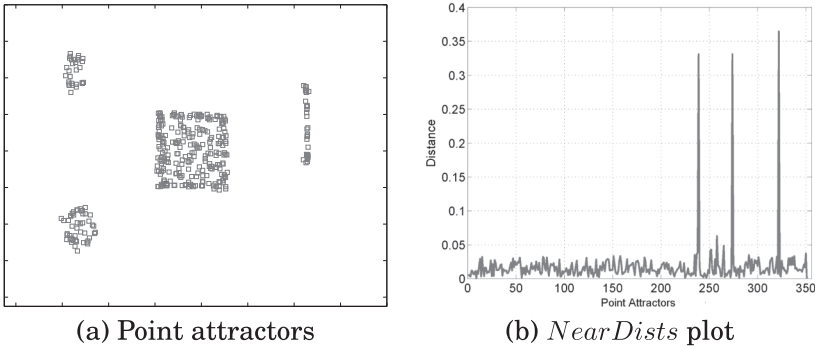 0.4
0.35
0.3
0.25
0.2
0.15
0.1
0.05
0
Distance
0 50 100 150 200 250 300 350
Point Attractors
(a) Point attractors
(b) NearDists plot